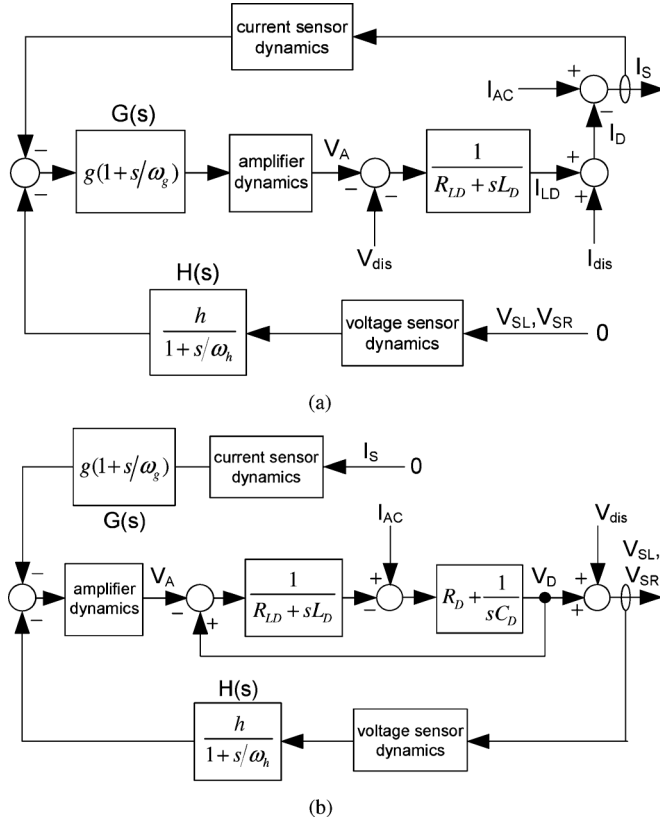 current sensor
dynamics
I_S
I_AC
+
−
I_D
G(s)
−
−
g(1+s/ω_g)
amplifier
dynamics
V_A
−
−
1
R_LD + sL_D
I_LD
+
+
V_dis
I_dis
H(s)
h
1+s/ω_h
voltage sensor
dynamics
V_SL,V_SR
0
(a)
g(1+s/ω_g)
current sensor
dynamics
I_S
0
G(s)
I_AC
V_dis
V_SL,
V_SR
−
−
amplifier
dynamics
V_A
−
+
1
R_LD + sL_D
+
−
R_D + 1
sC_D
V_D
+
+
H(s)
h
1+s/ω_h
voltage sensor
dynamics
(b)